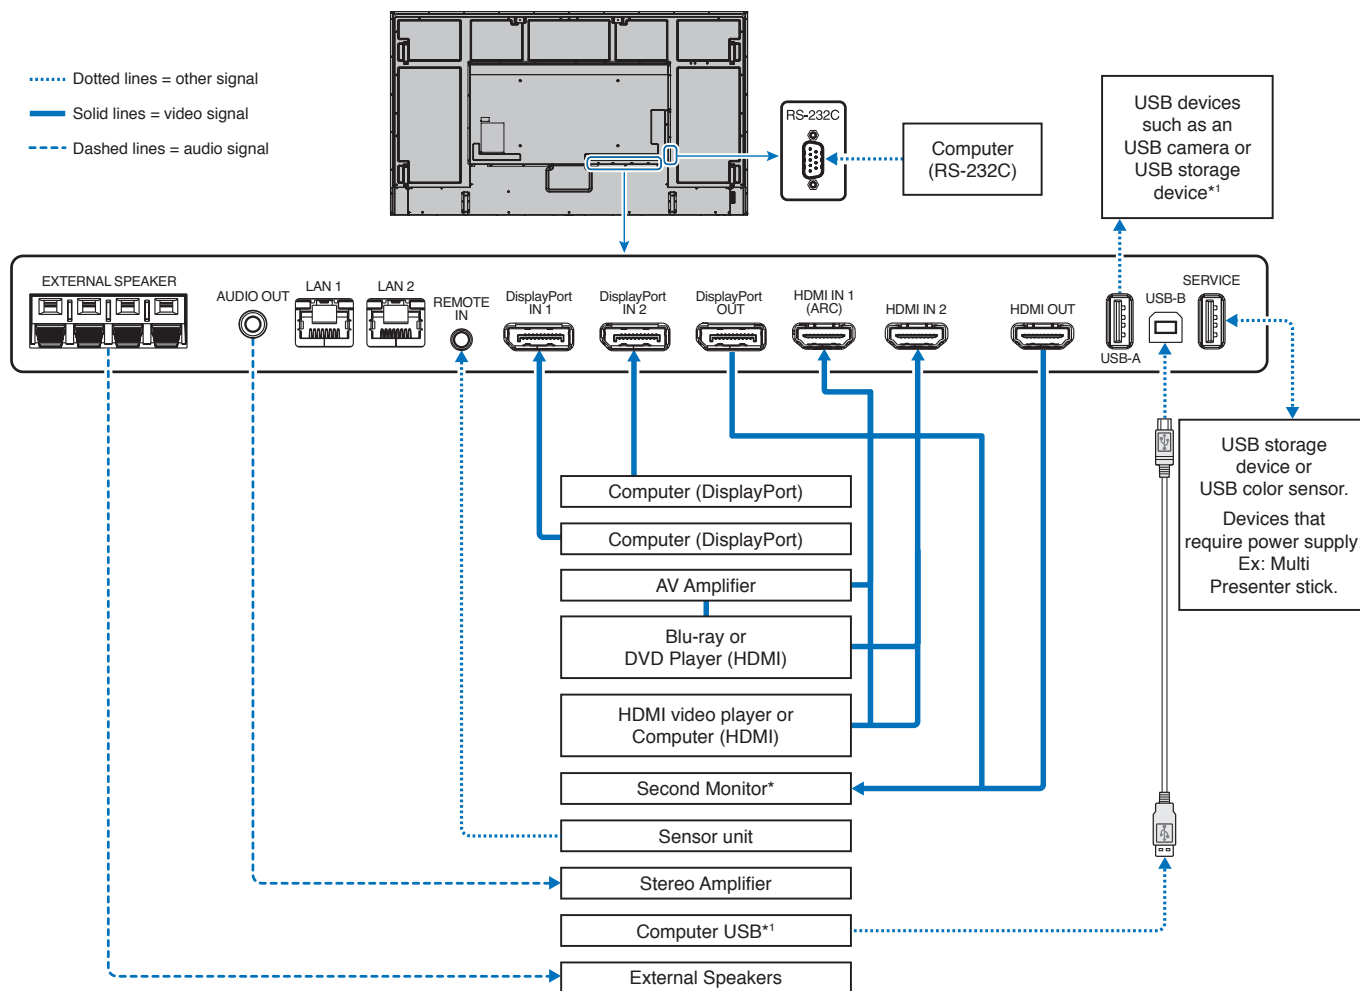 Dotted lines = other signal
Solid lines = video signal
Dashed lines = audio signal
RS-232C
Computer
(RS-232C)
USB devices
such as an
USB camera or
USB storage
device*1
EXTERNAL SPEAKER
AUDIO OUT
LAN 1
LAN 2
REMOTE
IN
DisplayPort
IN 1
DisplayPort
IN 2
DisplayPort
OUT
HDMI IN 1
(ARC)
HDMI IN 2
HDMI OUT
USB-A
USB-B
SERVICE
USB storage
device or
USB color sensor.
Devices that
require power supply
Ex: Multi
Presenter stick.
Computer (DisplayPort)
Computer (DisplayPort)
AV Amplifier
Blu-ray or
DVD Player (HDMI)
HDMI video player or
Computer (HDMI)
Second Monitor*
Sensor unit
Stereo Amplifier
Computer USB*1
External Speakers